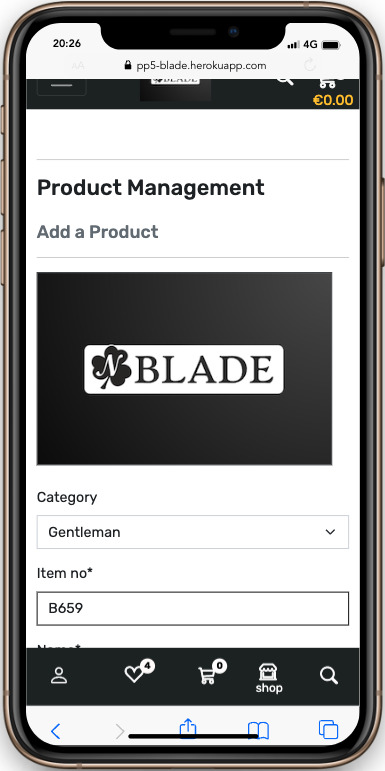 20:26
4G
AA
pp5-blade.herokuapp.com
BLADE
€0.00
Product Management
Add a Product
N BLADE
Category
Gentleman
Item no*
B659
Name*
4
0
shop